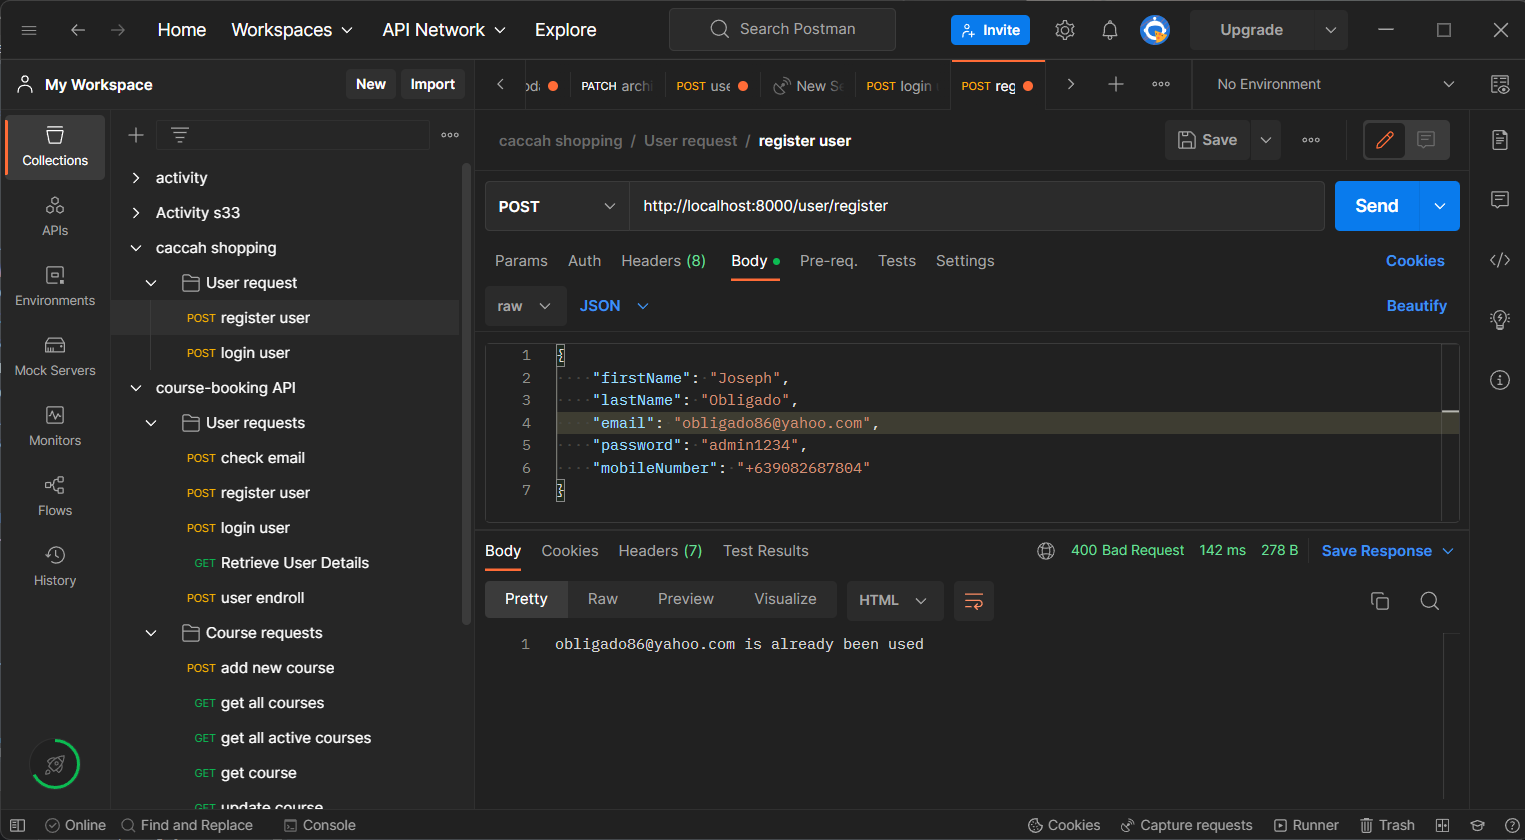 Home Workspaces API Network Explore Search Postman Invite Upgrade
My Workspace New Import
PATCH archi POST use New Se POST login POST reg No Environment
Collections
APIs
Environments
Mock Servers
Monitors
Flows
History
activity
Activity s33
caccah shopping
User request
POST register user
POST login user
course-booking API
User requests
POST check email
POST register user
POST login user
GET Retrieve User Details
POST user endroll
Course requests
POST add new course
GET get all courses
GET get all active courses
GET get course
GET update course
caccah shopping / User request / register user Save
POST http://localhost:8000/user/register Send
Params Auth Headers (8) Body Pre-req. Tests Settings Cookies
raw JSON Beautify
1 {
2 "firstName": "Joseph",
3 "lastName": "Obligado",
4 "email": "obligado86@yahoo.com",
5 "password": "admin1234",
6 "mobileNumber": "+639082687804"
7 }
Body Cookies Headers (7) Test Results 400 Bad Request 142 ms 278 B Save Response
Pretty Raw Preview Visualize HTML
1 obligado86@yahoo.com is already been used
Online Find and Replace Console Cookies Capture requests Runner Trash